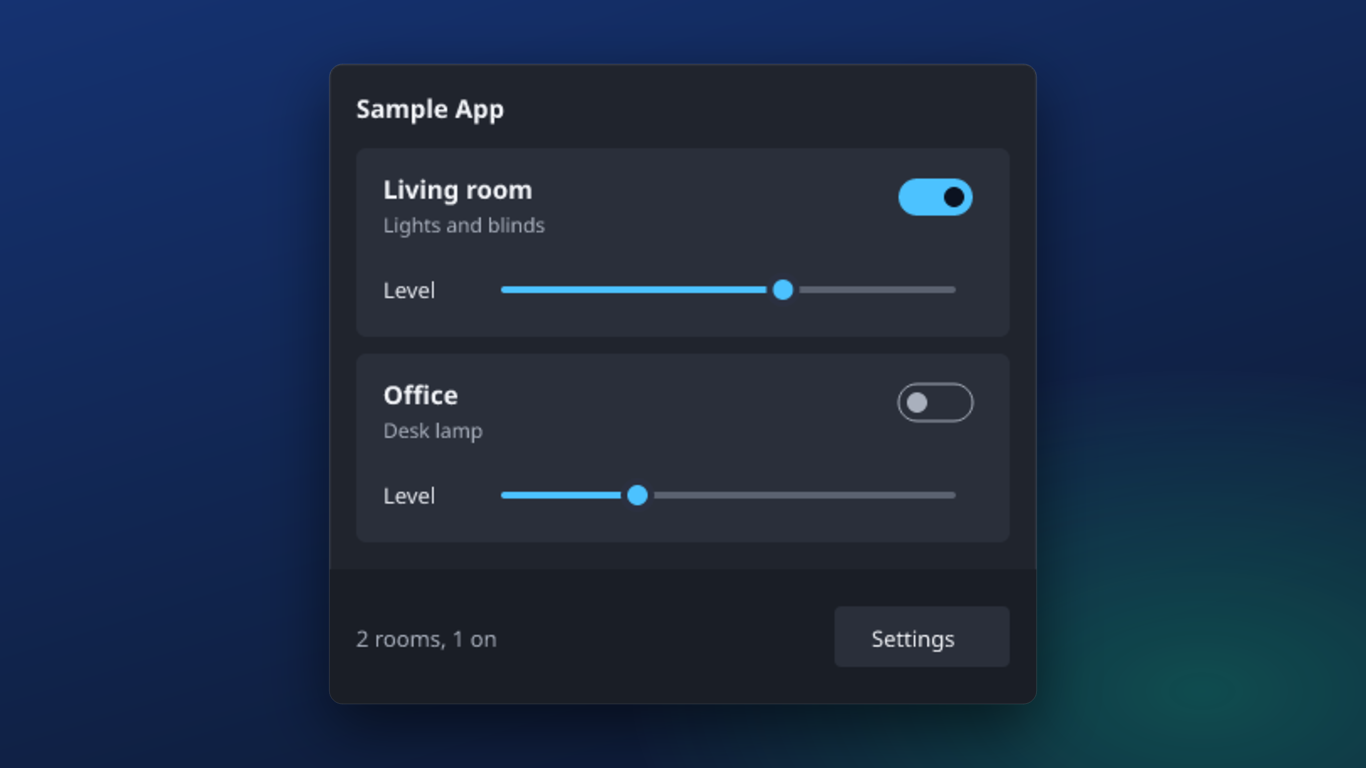 Sample App
Living room
Lights and blinds
Level
Office
Desk lamp
Level
2 rooms, 1 on
Settings